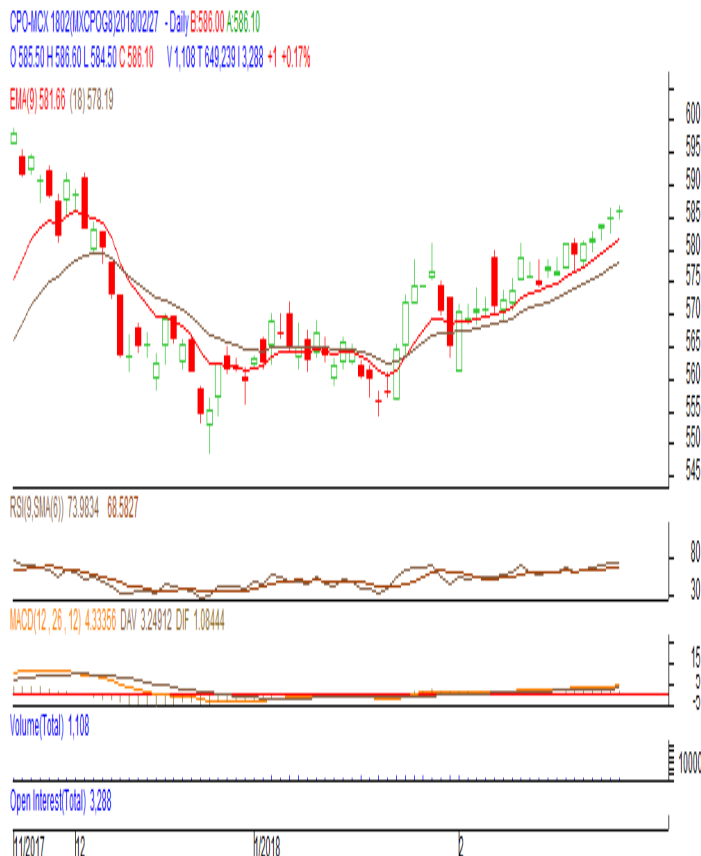 CPO-MCX 1802(MXCPOG8)2018/02/27 - Daily B:586.00 A:586.10
O 585.50 H 586.60 L 584.50 C 586.10 V 1,108 T 649,239 I 3,288 +1 +0.17%
EMA(9) 581.66 (18) 578.19
600
595
590
585
580
575
570
565
560
555
550
545
RSI(9,SMA(6)) 73.9834 68.5827
80
30
MACD(12 , 26 , 12) 4.33356 DAV 3.24912 DIF 1.08444
15
5
-5
Volume(Total) 1,108
10000
Open Interest(Total) 3,288
11/2017 12 1/2018 2